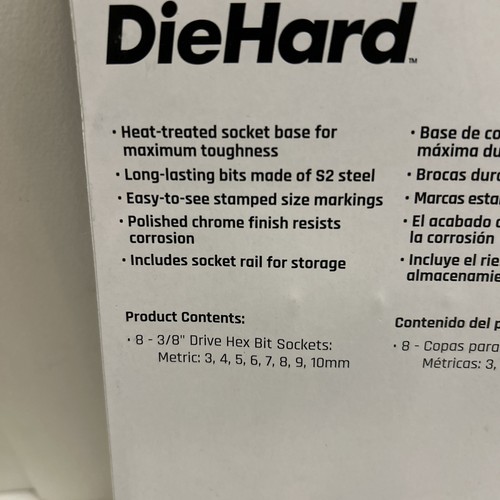 DieHard™
• Heat-treated socket base for
maximum toughness
• Long-lasting bits made of S2 steel
• Easy-to-see stamped size markings
• Polished chrome finish resists
corrosion
• Includes socket rail for storage
Product Contents:
• 8 - 3/8" Drive Hex Bit Sockets:
Metric: 3, 4, 5, 6, 7, 8, 9, 10mm
• Base de
máxima
• Brocas
• Marcas
• El acabado
la corrosión
• Incluye el
Contenido del
• 8 - Copas para
Métricas: 3,